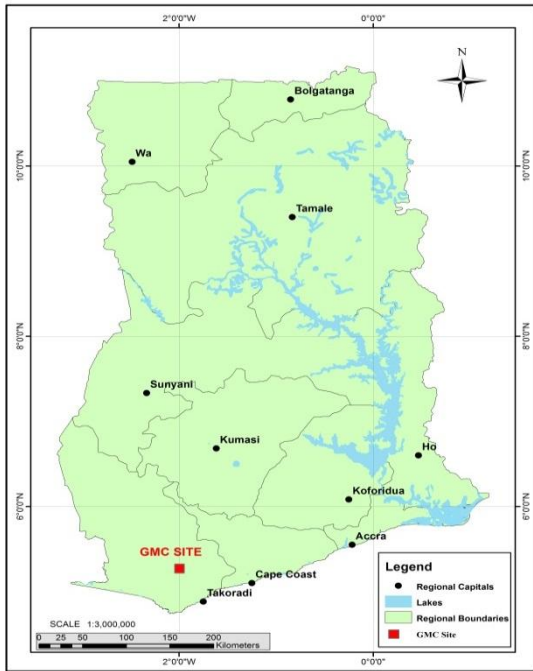 2°0'0"W
0°0'0"
N
Bolgatanga
Wa
10°0'0"N
10°0'0"N
Tamale
8°0'0"N
8°0'0"N
Sunyani
Kumasi
Ho
6°0'0"N
6°0'0"N
Koforidua
Accra
GMC SITE
Cape Coast
Takoradi
Legend
Regional Capitals
Lakes
Regional Boundaries
GMC Site
SCALE 1:3,000,000
0 25 50 100 150 200
Kilometers
2°0'0"W
0°0'0"